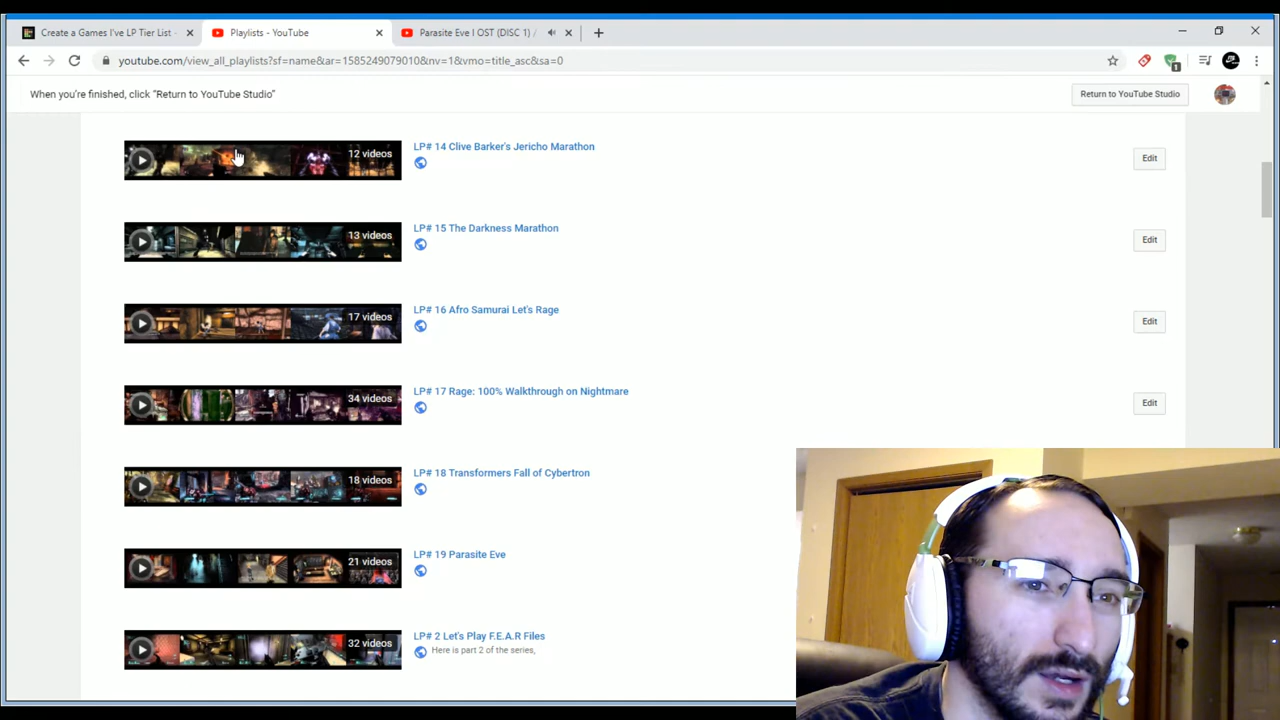 Create a Games I've LP Tier List -
Playlists - YouTube
Parasite Eve I OST (DISC 1) /
youtube.com/view_all_playlists?sf=name&ar=1585249079010&nv=1&vmo=title_asc&sa=0
1
When you're finished, click "Return to YouTube Studio"
Return to YouTube Studio
12 videos
LP# 14 Clive Barker's Jericho Marathon
Edit
13 videos
LP# 15 The Darkness Marathon
Edit
17 videos
LP# 16 Afro Samurai Let's Rage
Edit
34 videos
LP# 17 Rage: 100% Walkthrough on Nightmare
Edit
18 videos
LP# 18 Transformers Fall of Cybertron
21 videos
LP# 19 Parasite Eve
32 videos
LP# 2 Let's Play F.E.A.R Files
Here is part 2 of the series,